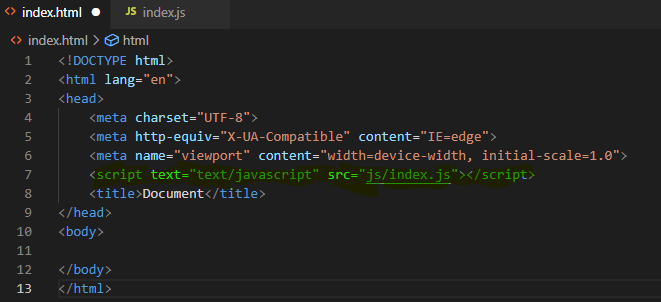 <> index.html ● JS index.js
<> index.html > html
1 <!DOCTYPE html>
2 <html lang="en">
3 <head>
4     <meta charset="UTF-8">
5     <meta http-equiv="X-UA-Compatible" content="IE=edge">
6     <meta name="viewport" content="width=device-width, initial-scale=1.0">
7     <script text="text/javascript" src="js/index.js"></script>
8     <title>Document</title>
9 </head>
10 <body>
11
12 </body>
13 </html>